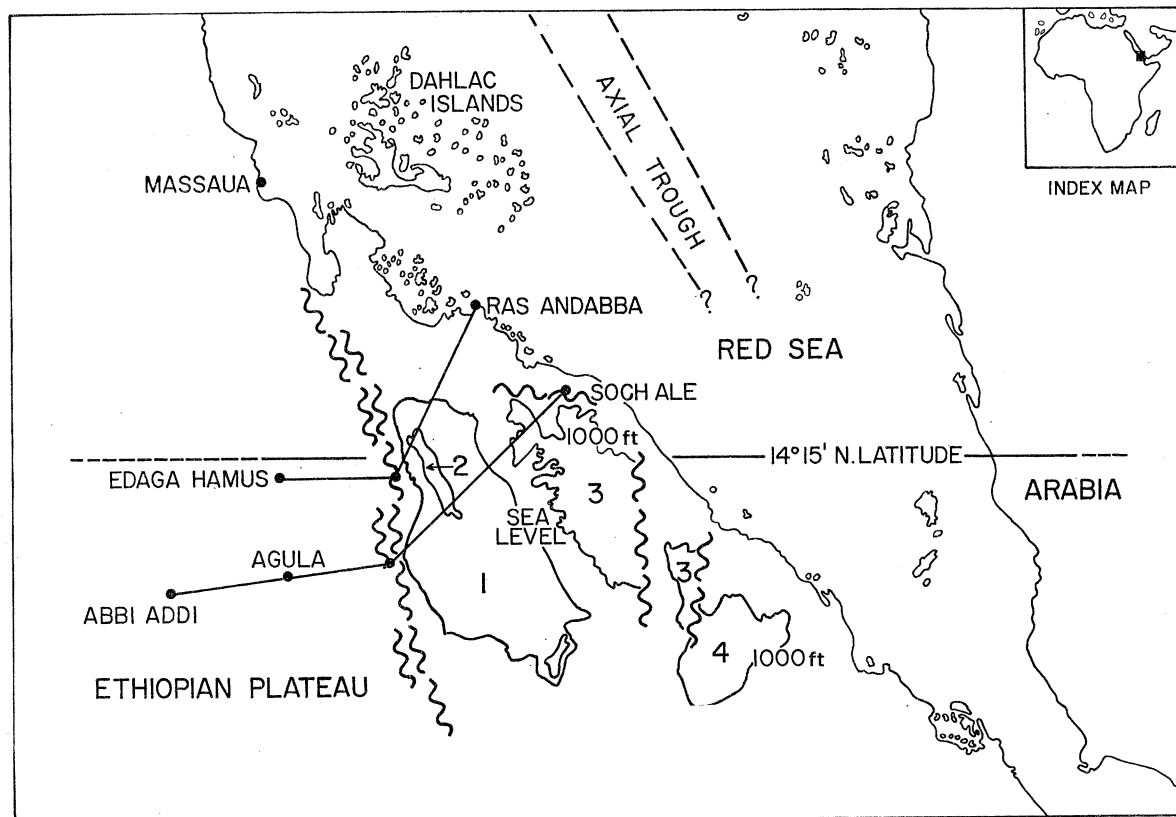 DAHLAC
ISLANDS
AXIAL TROUGH
INDEX MAP
MASSAUA
RAS ANDABBA
? ?
RED SEA
SOCH ALE
1000 ft
14°15' N. LATITUDE
EDAGA HAMUS
2
3
ARABIA
SEA
LEVEL
AGULA
1
3
ABBI ADDI
4
1000 ft
ETHIOPIAN PLATEAU